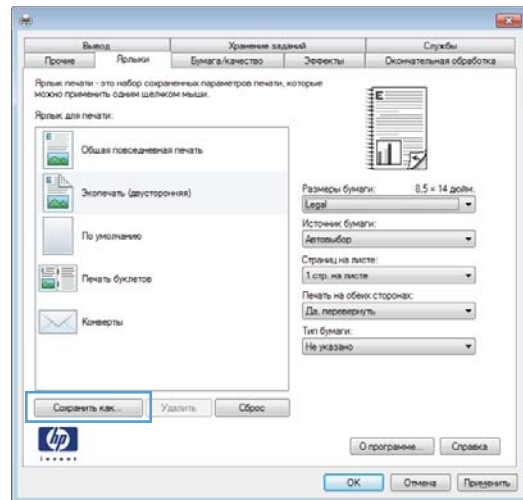 Вывод Хранение заданий Службы
Прочие Ярлыки Бумага/качество Эффекты Окончательная обработка
Ярлык печати - это набор сохраненных параметров печати, которые
можно применить одним щелчком мыши.
Ярлык для печати:
Общая повседневная печать
Экопечать (двусторонняя)
По умолчанию
Печать буклетов
Конверты
Сохранить как... Удалить Сброс
E
Размеры бумаги: 8,5 × 14 дюйм.
Legal
Источник бумаги:
Автовыбор
Страниц на листе:
1 стр. на листе
Печать на обеих сторонах:
Да, перевернуть
Тип бумаги:
Не указано
hp
invent
О программе... Справка
OK Отмена Применить